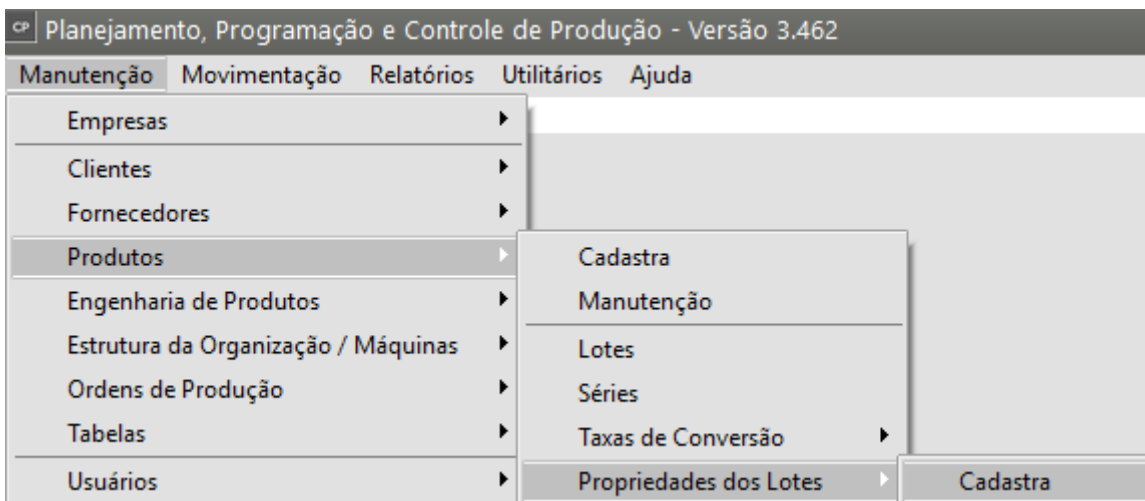 CP Planejamento, Programação e Controle de Produção - Versão 3.462
Manutenção Movimentação Relatórios Utilitários Ajuda
Empresas
Clientes
Fornecedores
Produtos
Engenharia de Produtos
Estrutura da Organização / Máquinas
Ordens de Produção
Tabelas
Usuários
Cadastra
Manutenção
Lotes
Séries
Taxas de Conversão
Propriedades dos Lotes
Cadastra